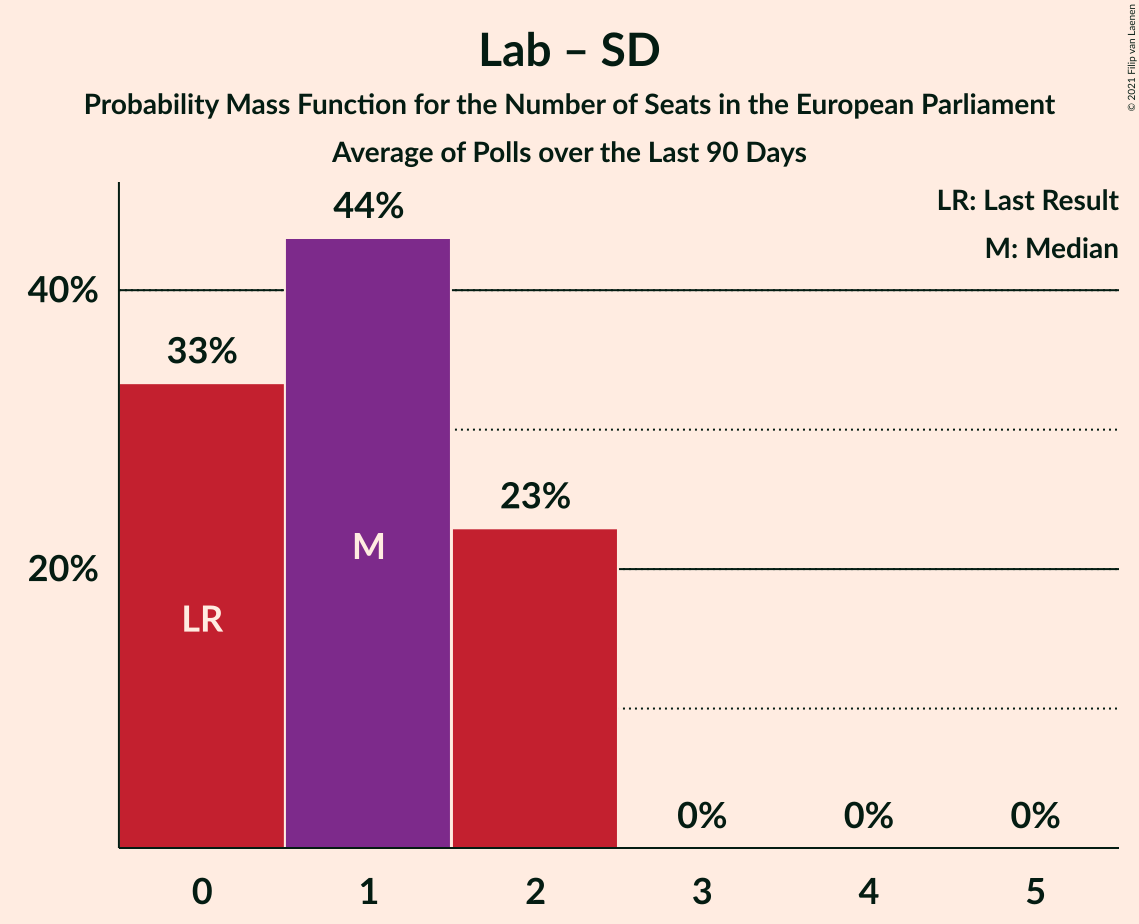 Lab – SD
Probability Mass Function for the Number of Seats in the European Parliament
Average of Polls over the Last 90 Days
© 2021 Filip van Laenen
LR: Last Result
M: Median
44%
40%
33%
23%
M
20%
LR
0% 0% 0%
0 1 2 3 4 5